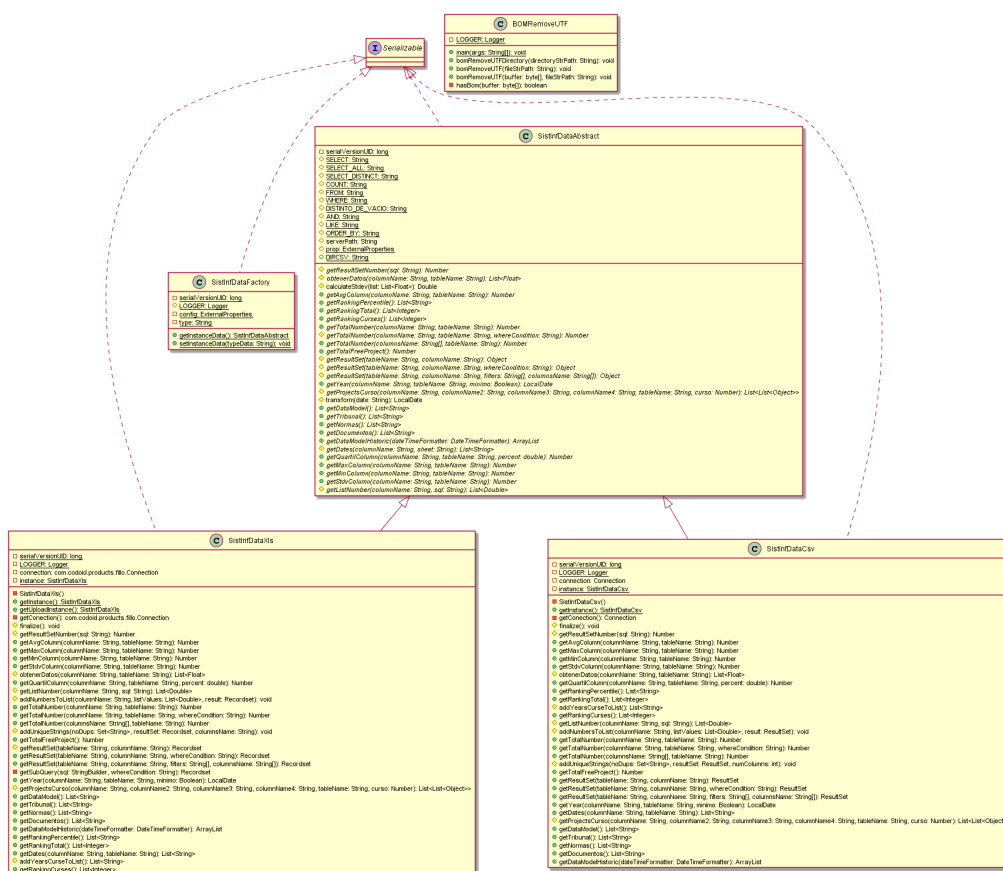 C BOMRemoveUTF
LOGGER: Logger
main(args: String[]): void
bomRemoveUTFDirectory(directoryStrPath: String): void
bomRemoveUTF(fileStrPath: String): void
bomRemoveUTF(buffer: byte[], fileStrPath: String): void
hasBom(buffer: byte[]): boolean
I Serializable
C SistInfDataAbstract
serialVersionUID: long
SELECT: String
SELECT_ALL: String
SELECT_DISTINCT: String
COUNT: String
FROM: String
WHERE: String
DISTINTO_DE_VACIO: String
AND: String
LIKE: String
ORDER_BY: String
serverPath: String
prop: ExternalProperties
DIRCSV: String
getResultSetNumber(sql: String): Number
obtenerDatos(columnName: String, tableName: String): List<Float>
calculateStdev(list: List<Float>): Double
getAvgColumn(columnName: String, tableName: String): Number
getRankingPercentile(): List<String>
getRankingTotal(): List<Integer>
getRankingCurses(): List<Integer>
getTotalNumber(columnName: String, tableName: String): Number
getTotalNumber(columnName: String, tableName: String, whereCondition: String): Number
getTotalNumber(columnsName: String[], tableName: String): Number
getTotalFreeProject(): Number
getResultSet(tableName: String, columnName: String): Object
getResultSet(tableName: String, columnName: String, whereCondition: String): Object
getResultSet(tableName: String, columnName: String, filters: String[], columnsName: String[]): Object
getYear(columnName: String, tableName: String, minimo: Boolean): LocalDate
getProjectsCurso(columnName: String, columnName2: String, columnName3: String, columnName4: String, tableName: String, curso: Number): List<List<Object>>
transform(date: String): LocalDate
getDataModel(): List<String>
getTribunal(): List<String>
getNormas(): List<String>
getDocumentos(): List<String>
getDataModelHistoric(dateTimeFormatter: DateTimeFormatter): ArrayList
getDates(columnName: String, sheet: String): List<String>
getQuartilColumn(columnName: String, tableName: String, percent: double): Number
getMaxColumn(columnName: String, tableName: String): Number
getMinColumn(columnName: String, tableName: String): Number
getStdvColumn(columnName: String, tableName: String): Number
getListNumber(columnName: String, sql: String): List<Double>
C SistInfDataFactory
serialVersionUID: long
LOGGER: Logger
config: ExternalProperties
type: String
getInstanceData(): SistInfDataAbstract
setInstanceData(typeData: String): void
C SistInfDataXls
serialVersionUID: long
LOGGER: Logger
connection: com.codoid.products.fillo.Connection
instance: SistInfDataXls
SistInfDataXls()
getInstance(): SistInfDataXls
getUploadInstance(): SistInfDataXls
getConection(): com.codoid.products.fillo.Connection
finalize(): void
getResultSetNumber(sql: String): Number
getAvgColumn(columnName: String, tableName: String): Number
getMaxColumn(columnName: String, tableName: String): Number
getMinColumn(columnName: String, tableName: String): Number
getStdvColumn(columnName: String, tableName: String): Number
obtenerDatos(columnName: String, tableName: String): List<Float>
getQuartilColumn(columnName: String, tableName: String, percent: double): Number
getListNumber(columnName: String, sql: String): List<Double>
addNumbersToList(columnName: String, listValues: List<Double>, result: Recordset): void
getTotalNumber(columnName: String, tableName: String): Number
getTotalNumber(columnName: String, tableName: String, whereCondition: String): Number
getTotalNumber(columnsName: String[], tableName: String): Number
addUniqueStrings(noDups: Set<String>, resultSet: Recordset, columnsName: String): void
getTotalFreeProject(): Number
getResultSet(tableName: String, columnName: String): Recordset
getResultSet(tableName: String, columnName: String, whereCondition: String): Recordset
getResultSet(tableName: String, columnName: String, filters: String[], columnsName: String[]): Recordset
getSubQuery(sql: StringBuilder, whereCondition: String): Recordset
getYear(columnName: String, tableName: String, minimo: Boolean): LocalDate
getProjectsCurso(columnName: String, columnName2: String, columnName3: String, columnName4: String, tableName: String, curso: Number): List<List<Object>>
getDataModel(): List<String>
getTribunal(): List<String>
getNormas(): List<String>
getDocumentos(): List<String>
getDataModelHistoric(dateTimeFormatter: DateTimeFormatter): ArrayList
getRankingPercentile(): List<String>
getRankingTotal(): List<Integer>
getDates(columnName: String, tableName: String): List<String>
addYearsCurseToList(): List<String>
getRankingCurses(): List<Integer>
C SistInfDataCsv
serialVersionUID: long
LOGGER: Logger
connection: Connection
instance: SistInfDataCsv
SistInfDataCsv()
getInstance(): SistInfDataCsv
getConection(): Connection
finalize(): void
getResultSetNumber(sql: String): Number
getAvgColumn(columnName: String, tableName: String): Number
getMaxColumn(columnName: String, tableName: String): Number
getMinColumn(columnName: String, tableName: String): Number
getStdvColumn(columnName: String, tableName: String): Number
obtenerDatos(columnName: String, tableName: String): List<Float>
getQuartilColumn(columnName: String, tableName: String, percent: double): Number
getRankingPercentile(): List<String>
getRankingTotal(): List<Integer>
addYearsCurseToList(): List<String>
getRankingCurses(): List<Integer>
getListNumber(columnName: String, sql: String): List<Double>
addNumbersToList(columnName: String, listValues: List<Double>, result: ResultSet): void
getTotalNumber(columnName: String, tableName: String): Number
getTotalNumber(columnName: String, tableName: String, whereCondition: String): Number
getTotalNumber(columnsName: String[], tableName: String): Number
addUniqueStrings(noDups: Set<String>, resultSet: ResultSet, numColumns: int): void
getTotalFreeProject(): Number
getResultSet(tableName: String, columnName: String): ResultSet
getResultSet(tableName: String, columnName: String, whereCondition: String): ResultSet
getResultSet(tableName: String, columnName: String, filters: String[], columnsName: String[]): ResultSet
getYear(columnName: String, tableName: String, minimo: Boolean): LocalDate
getDates(columnName: String, tableName: String): List<String>
getProjectsCurso(columnName: String, columnName2: String, columnName3: String, columnName4: String, tableName: String, curso: Number): List<List<Object
getDataModel(): List<String>
getTribunal(): List<String>
getNormas(): List<String>
getDocumentos(): List<String>
getDataModelHistoric(dateTimeFormatter: DateTimeFormatter): ArrayList